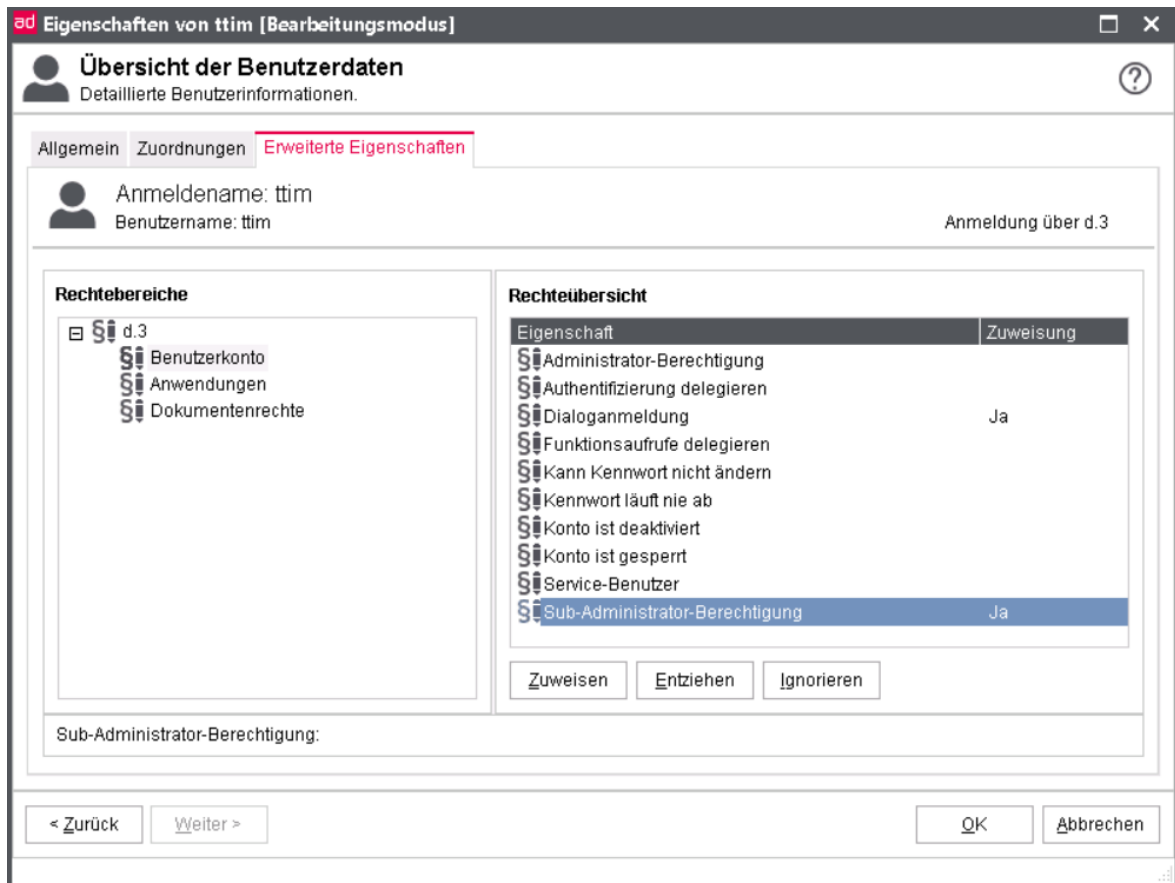 ad Eigenschaften von ttim [Bearbeitungsmodus]
Übersicht der Benutzerdaten
Detaillierte Benutzerinformationen.
?
Allgemein Zuordnungen Erweiterte Eigenschaften
Anmeldename: ttim
Benutzername: ttim
Anmeldung über d.3
Rechtebereiche
d.3
Benutzerkonto
Anwendungen
Dokumentenrechte
Rechteübersicht
Eigenschaft Zuweisung
Administrator-Berechtigung
Authentifizierung delegieren
Dialoganmeldung Ja
Funktionsaufrufe delegieren
Kann Kennwort nicht ändern
Kennwort läuft nie ab
Konto ist deaktiviert
Konto ist gesperrt
Service-Benutzer
Sub-Administrator-Berechtigung Ja
Zuweisen Entziehen Ignorieren
Sub-Administrator-Berechtigung:
< Zurück Weiter > OK Abbrechen